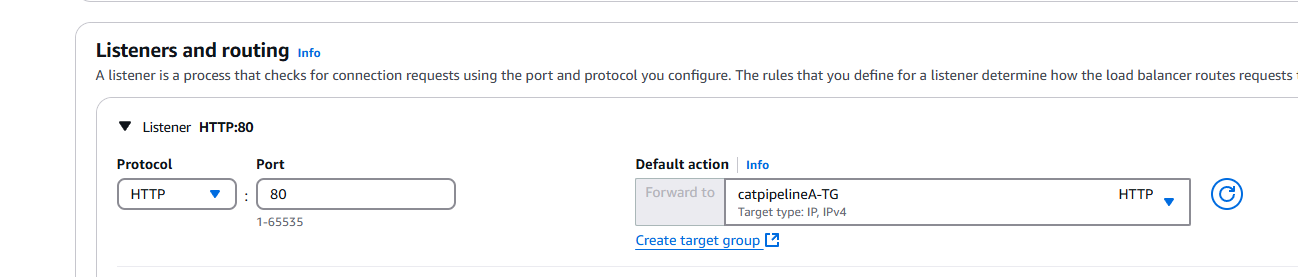 Listeners and routing Info
A listener is a process that checks for connection requests using the port and protocol you configure. The rules that you define for a listener determine how the load balancer routes requests
Listener HTTP:80
Protocol Port Default action Info
HTTP : 80 Forward to catpipelineA-TG HTTP
Target type: IP, IPv4
1-65535
Create target group